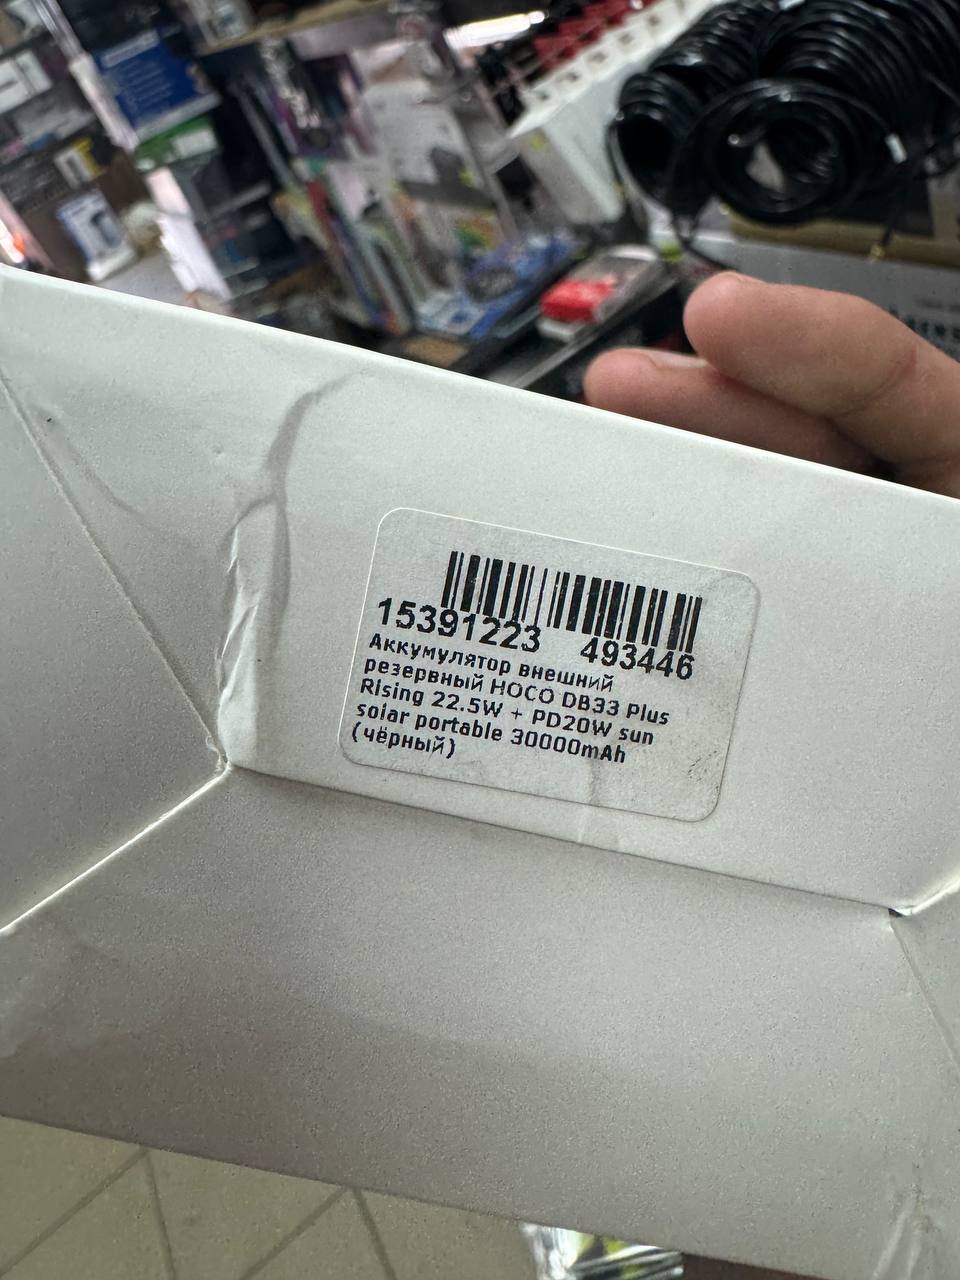 15391223 493446
Аккумулятор внешний
резервный HOCO DB33 Plus
Rising 22.5W + PD20W sun
solar portable 30000mAh
(чёрный)